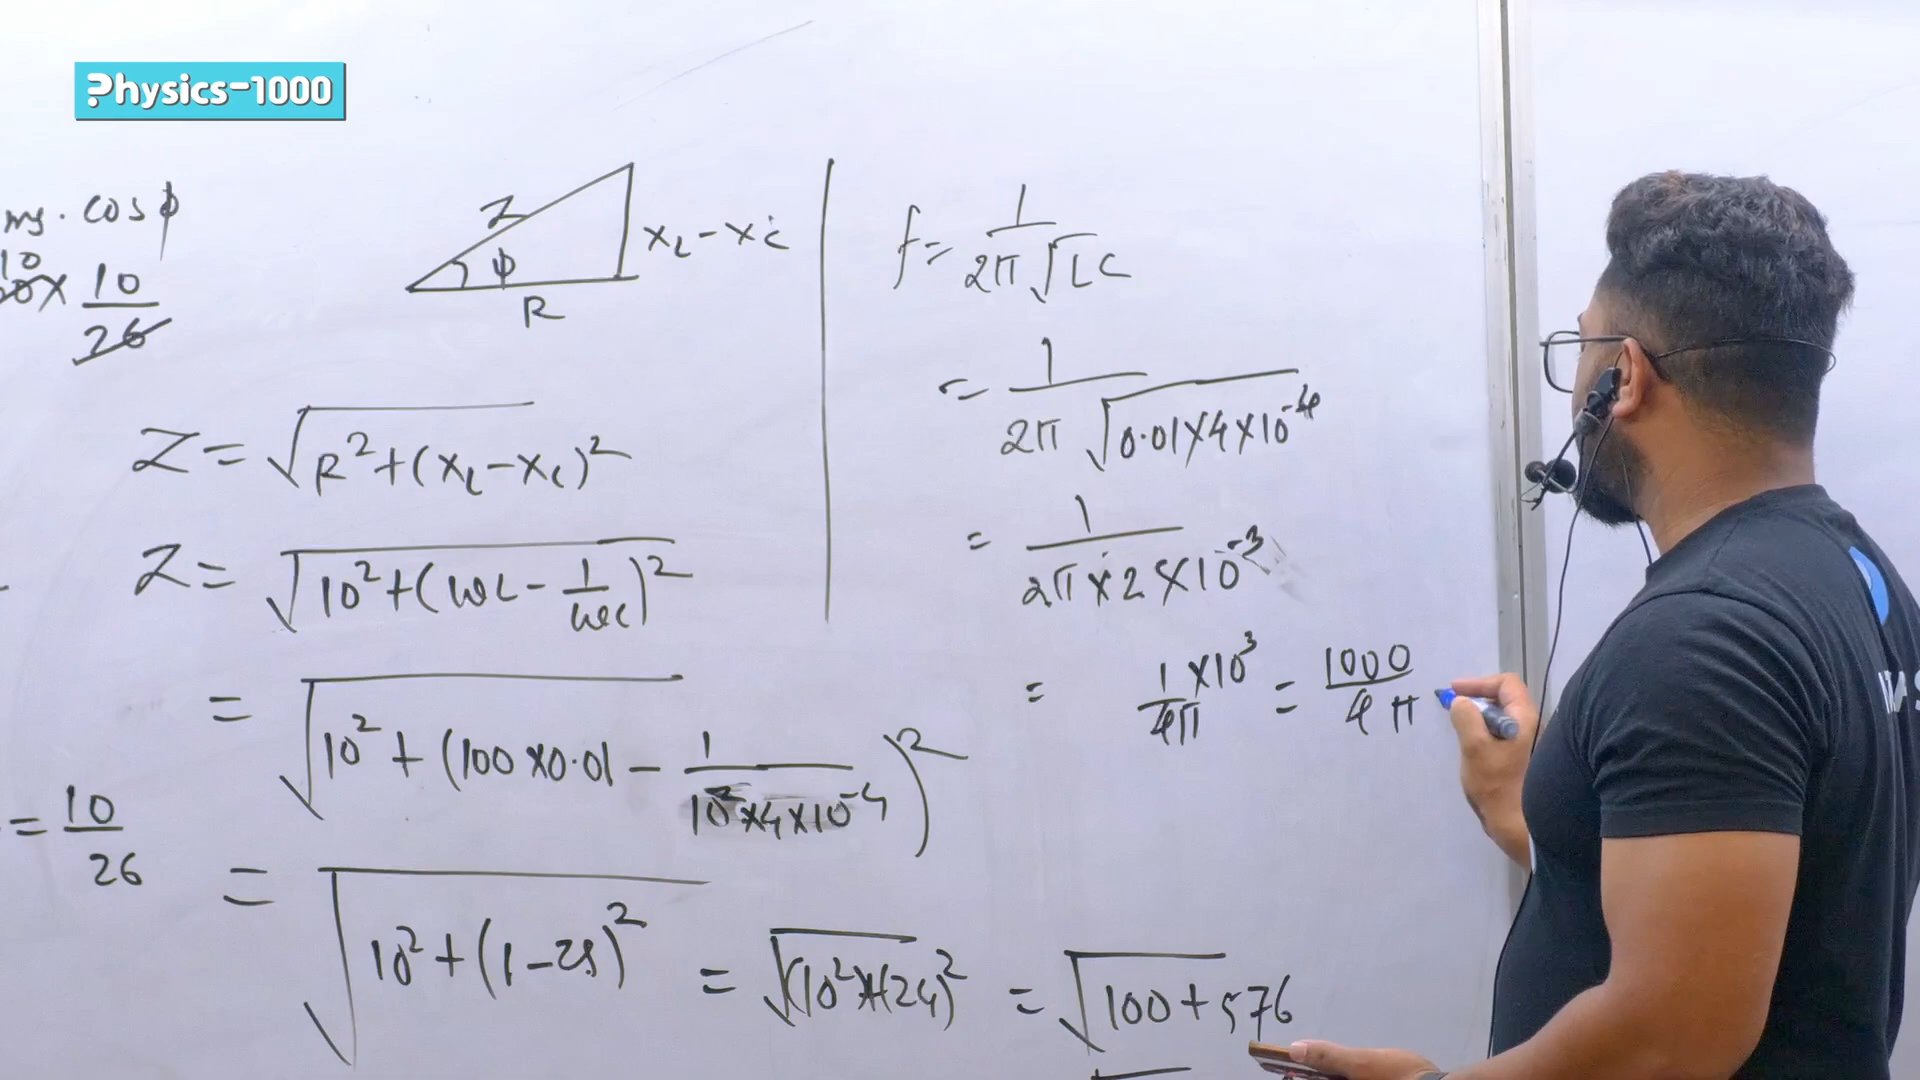 Physics-1000
. cos φ
10
× 10/26
Z
φ
R
X_L - X_C
Z = √(R² + (X_L - X_C)²)
Z = √(10² + (ωL - 1/ωC)²)
= √(10² + (100 × 0.01 - 1/(10² × 4 × 10⁻⁴))²)
= 10/26
= √(10² + (1 - 25)²) = √((10² + (24)²) = √(100 + 576)
f = 1/(2π√LC)
= 1/(2π√(0.01 × 4 × 10⁻⁴))
= 1/(2π × 2 × 10⁻³)
= 1/4π × 10³ = 1000/4π